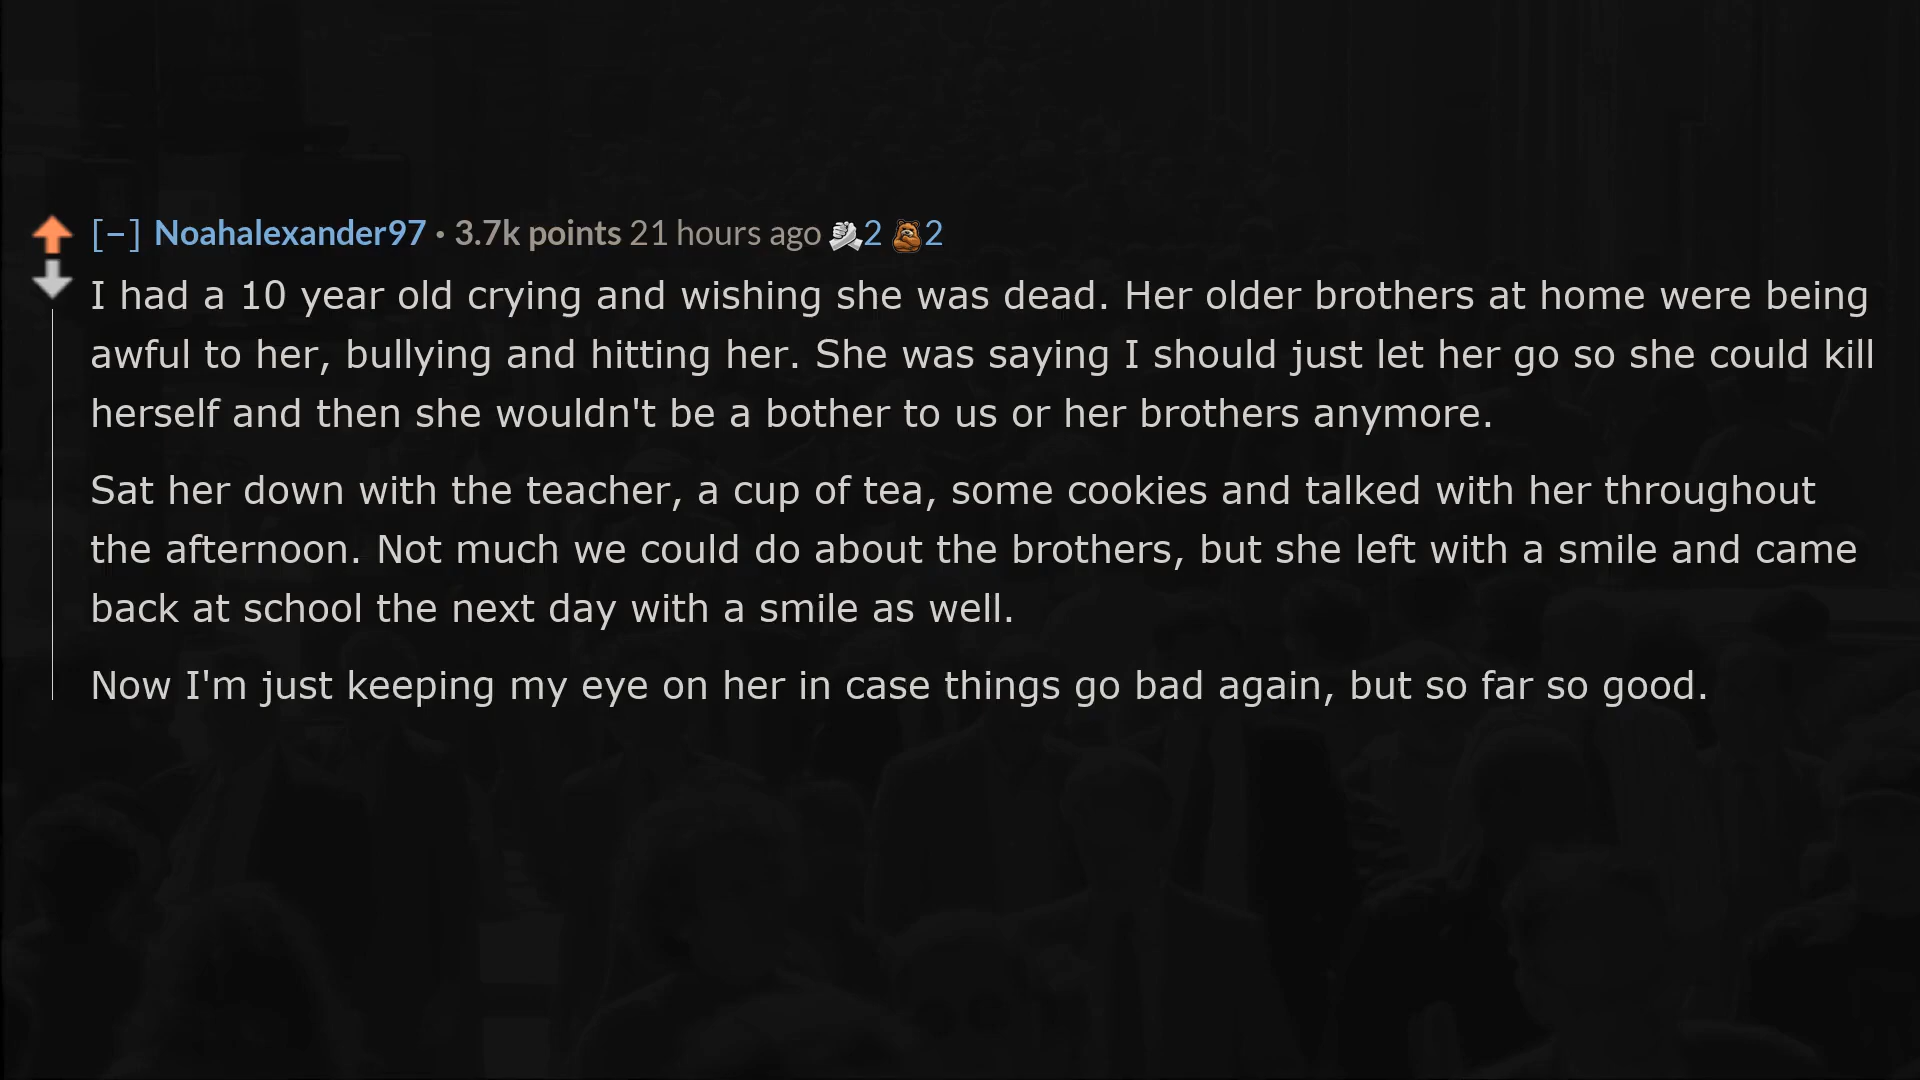 [−] Noahalexander97 · 3.7k points 21 hours ago 2 2
I had a 10 year old crying and wishing she was dead. Her older brothers at home were being
awful to her, bullying and hitting her. She was saying I should just let her go so she could kill
herself and then she wouldn't be a bother to us or her brothers anymore.
Sat her down with the teacher, a cup of tea, some cookies and talked with her throughout
the afternoon. Not much we could do about the brothers, but she left with a smile and came
back at school the next day with a smile as well.
Now I'm just keeping my eye on her in case things go bad again, but so far so good.